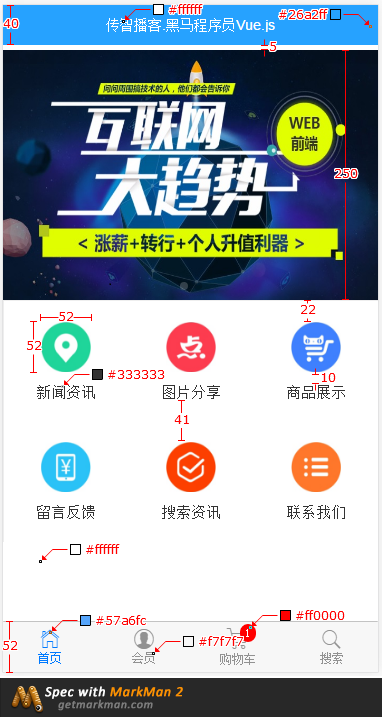 #ffffff
#26a2ff
40
传智播客.黑马程序员Vue.js
5
问问周围搞技术的人，他们都会告诉你
互联网
大趋势
WEB
前端
250
< 涨薪+转行+个人升值利器 >
22
52
52
#333333
10
新闻资讯
图片分享
商品展示
41
留言反馈
搜索资讯
联系我们
#ffffff
#57a6fc
#ff0000
52
#f7f7f7
1
首页
会员
购物车
搜索
Spec with MarkMan 2
getmarkman.com